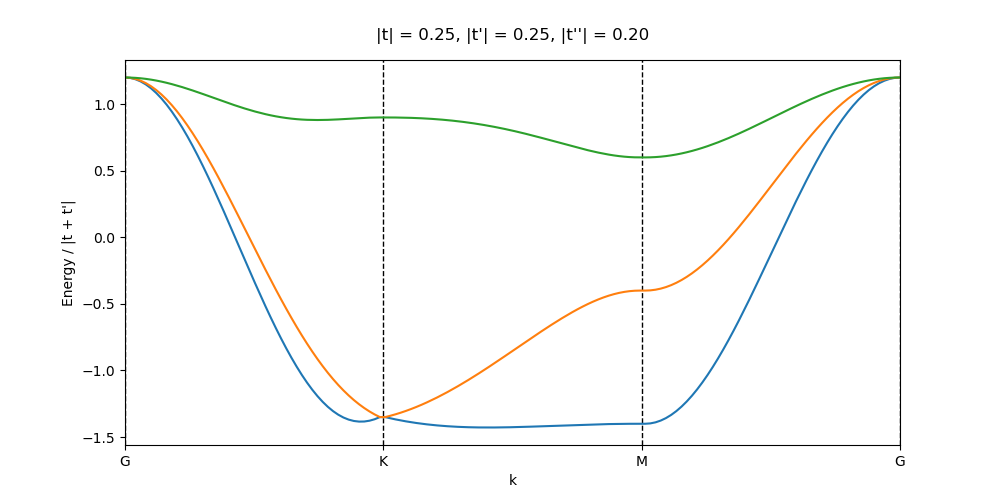 |t| = 0.25, |t'| = 0.25, |t''| = 0.20
Energy / |t + t'|
1.0
0.5
0.0
−0.5
−1.0
−1.5
G K M G
k